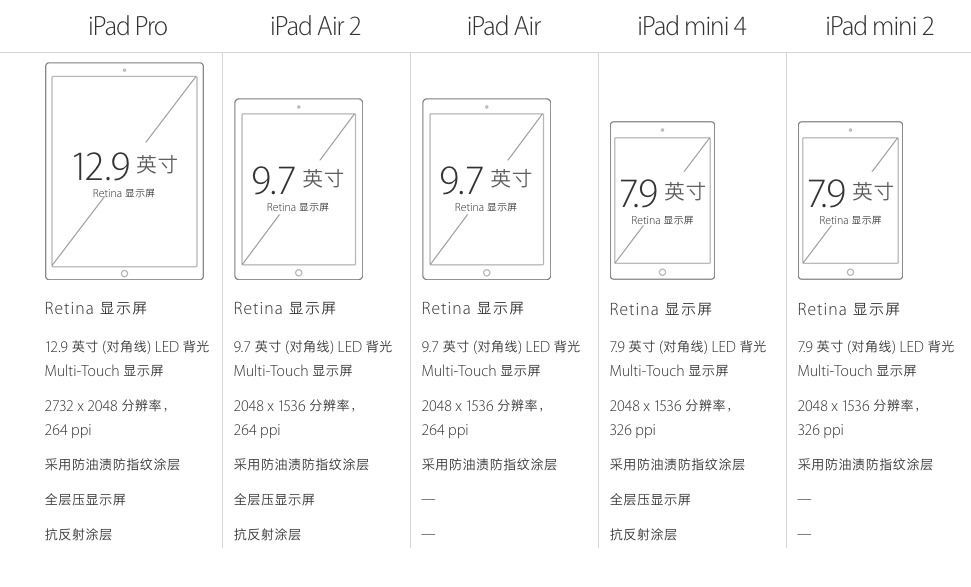 iPad Pro
iPad Air 2
iPad Air
iPad mini 4
iPad mini 2
12.9 英寸
Retina 显示屏
9.7 英寸
Retina 显示屏
9.7 英寸
Retina 显示屏
7.9 英寸
Retina 显示屏
7.9 英寸
Retina 显示屏
Retina 显示屏
12.9 英寸 (对角线) LED 背光
Multi-Touch 显示屏
2732 x 2048 分辨率，
264 ppi
采用防油渍防指纹涂层
全层压显示屏
抗反射涂层
Retina 显示屏
9.7 英寸 (对角线) LED 背光
Multi-Touch 显示屏
2048 x 1536 分辨率，
264 ppi
采用防油渍防指纹涂层
全层压显示屏
抗反射涂层
Retina 显示屏
9.7 英寸 (对角线) LED 背光
Multi-Touch 显示屏
2048 x 1536 分辨率，
264 ppi
采用防油渍防指纹涂层
—
—
Retina 显示屏
7.9 英寸 (对角线) LED 背光
Multi-Touch 显示屏
2048 x 1536 分辨率，
326 ppi
采用防油渍防指纹涂层
全层压显示屏
抗反射涂层
Retina 显示屏
7.9 英寸 (对角线) LED 背光
Multi-Touch 显示屏
2048 x 1536 分辨率，
326 ppi
采用防油渍防指纹涂层
—
—